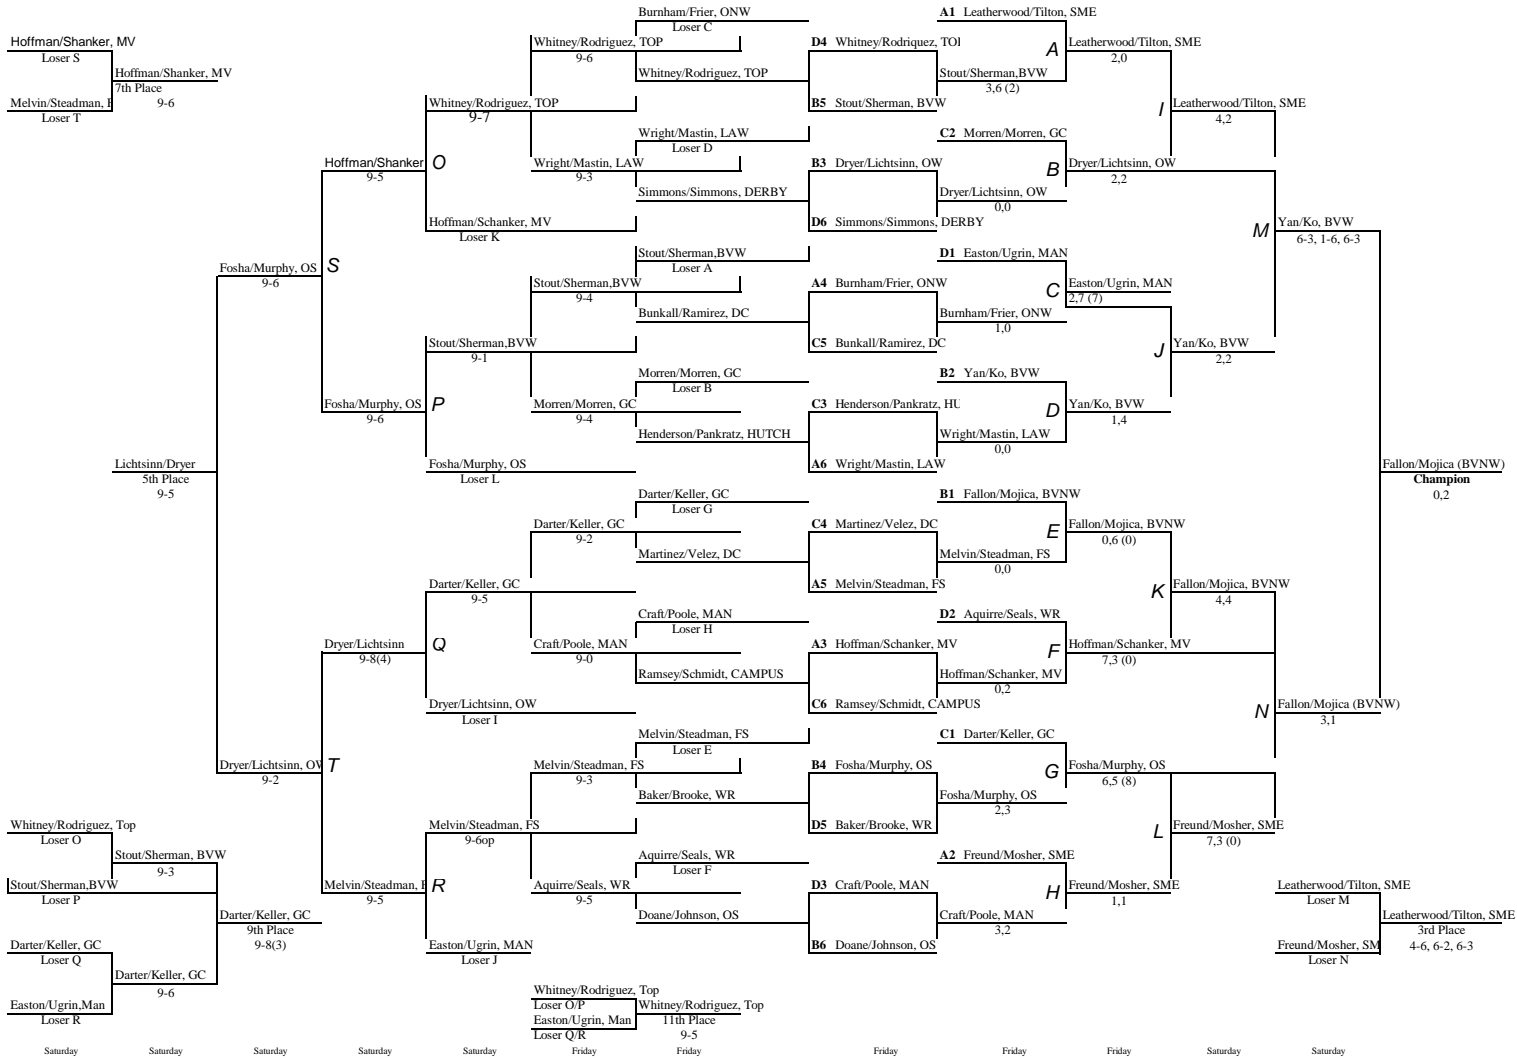 Burnham/Frier, ONW
Loser C
A1 Leatherwood/Tilton, SME
Hoffman/Shanker, MV
Loser S
Whitney/Rodriguez, TOP
9-6
D4 Whitney/Rodriquez, TOI
A
Leatherwood/Tilton, SME
2,0
Hoffman/Shanker, MV
7th Place
9-6
Whitney/Rodriguez, TOP
Stout/Sherman,BVW
3,6 (2)
Melvin/Steadman, F
Loser T
Whitney/Rodriguez, TOP
9-7
B5 Stout/Sherman, BVW
I
Leatherwood/Tilton, SME
4,2
Wright/Mastin, LAW
Loser D
C2 Morren/Morren, GC
Hoffman/Shanker
9-5
O
Wright/Mastin, LAW
9-3
B3 Dryer/Lichtsinn, OW
B
Dryer/Lichtsinn, OW
2,2
Simmons/Simmons, DERBY
Dryer/Lichtsinn, OW
0,0
Hoffman/Schanker, MV
Loser K
D6 Simmons/Simmons, DERBY
M
Yan/Ko, BVW
6-3, 1-6, 6-3
Stout/Sherman,BVW
Loser A
D1 Easton/Ugrin, MAN
Fosha/Murphy, OS
9-6
S
Stout/Sherman,BVW
9-4
A4 Burnham/Frier, ONW
C
Easton/Ugrin, MAN
2,7 (7)
Bunkall/Ramirez, DC
Burnham/Frier, ONW
1,0
Stout/Sherman,BVW
9-1
C5 Bunkall/Ramirez, DC
J
Yan/Ko, BVW
2,2
Morren/Morren, GC
Loser B
B2 Yan/Ko, BVW
Fosha/Murphy, OS
9-6
P
Morren/Morren, GC
9-4
C3 Henderson/Pankratz, HU
D
Yan/Ko, BVW
1,4
Henderson/Pankratz, HUTCH
Wright/Mastin, LAW
0,0
Lichtsinn/Dryer
5th Place
9-5
Fosha/Murphy, OS
Loser L
A6 Wright/Mastin, LAW
Fallon/Mojica (BVNW)
Champion
0,2
Darter/Keller, GC
Loser G
B1 Fallon/Mojica, BVNW
Darter/Keller, GC
9-2
C4 Martinez/Velez, DC
E
Fallon/Mojica, BVNW
0,6 (0)
Martinez/Velez, DC
Melvin/Steadman, FS
0,0
Darter/Keller, GC
9-5
A5 Melvin/Steadman, FS
K
Fallon/Mojica, BVNW
4,4
Craft/Poole, MAN
Loser H
D2 Aquirre/Seals, WR
Dryer/Lichtsinn
9-8(4)
Q
Craft/Poole, MAN
9-0
A3 Hoffman/Schanker, MV
F
Hoffman/Schanker, MV
7,3 (0)
Ramsey/Schmidt, CAMPUS
Hoffman/Schanker, MV
0,2
Dryer/Lichtsinn, OW
Loser I
C6 Ramsey/Schmidt, CAMPUS
N
Fallon/Mojica (BVNW)
3,1
Melvin/Steadman, FS
Loser E
C1 Darter/Keller, GC
Dryer/Lichtsinn, OW
9-2
T
Melvin/Steadman, FS
9-3
B4 Fosha/Murphy, OS
G
Fosha/Murphy, OS
6,5 (8)
Baker/Brooke, WR
Fosha/Murphy, OS
2,3
Whitney/Rodriguez, Top
Loser O
Melvin/Steadman, FS
9-6op
D5 Baker/Brooke, WR
L
Freund/Mosher, SME
7,3 (0)
Stout/Sherman, BVW
9-3
Aquirre/Seals, WR
Loser F
A2 Freund/Mosher, SME
Stout/Sherman,BVW
Loser P
Melvin/Steadman, F
9-5
R
Aquirre/Seals, WR
9-5
D3 Craft/Poole, MAN
H
Freund/Mosher, SME
1,1
Leatherwood/Tilton, SME
Loser M
Darter/Keller, GC
9th Place
9-8(3)
Doane/Johnson, OS
Craft/Poole, MAN
3,2
Leatherwood/Tilton, SME
3rd Place
4-6, 6-2, 6-3
Darter/Keller, GC
Loser Q
Easton/Ugrin, MAN
Loser J
B6 Doane/Johnson, OS
Freund/Mosher, SM
Loser N
Darter/Keller, GC
9-6
Whitney/Rodriguez, Top
Loser O/P
Easton/Ugrin,Man
Loser R
Whitney/Rodriguez, Top
11th Place
9-5
Easton/Ugrin, Man
Loser Q/R
Saturday Saturday Saturday Saturday Saturday Friday Friday Friday Friday Friday Saturday Saturday